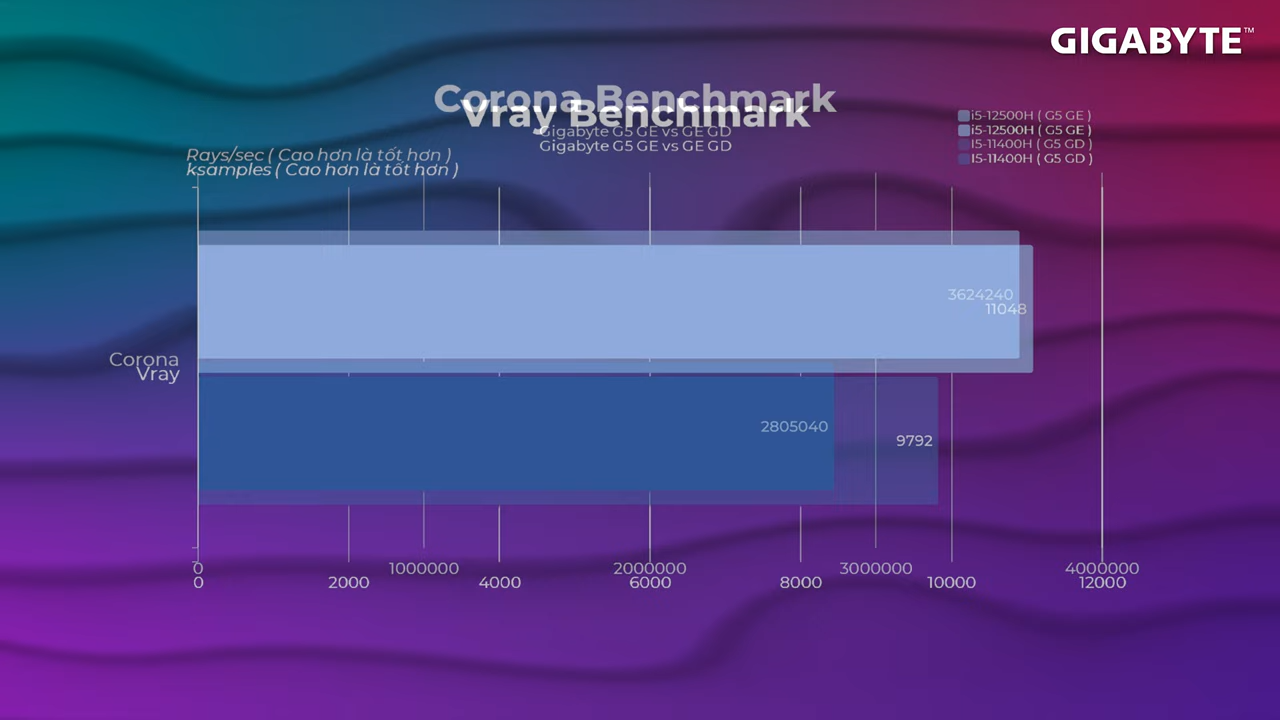 GIGABYTE™
Corona Benchmark
Vray Benchmark
Gigabyte G5 GE vs GE GD
Gigabyte G5 GE vs GE GD
i5-12500H ( G5 GE )
i5-12500H ( G5 GE )
I5-11400H ( G5 GD )
I5-11400H ( G5 GD )
Rays/sec ( Cao hơn là tốt hơn )
ksamples ( Cao hơn là tốt hơn )
3624240
11048
Corona
Vray
2805040
9792
1000000 2000000 3000000 4000000
0 2000 4000 6000 8000 10000 12000